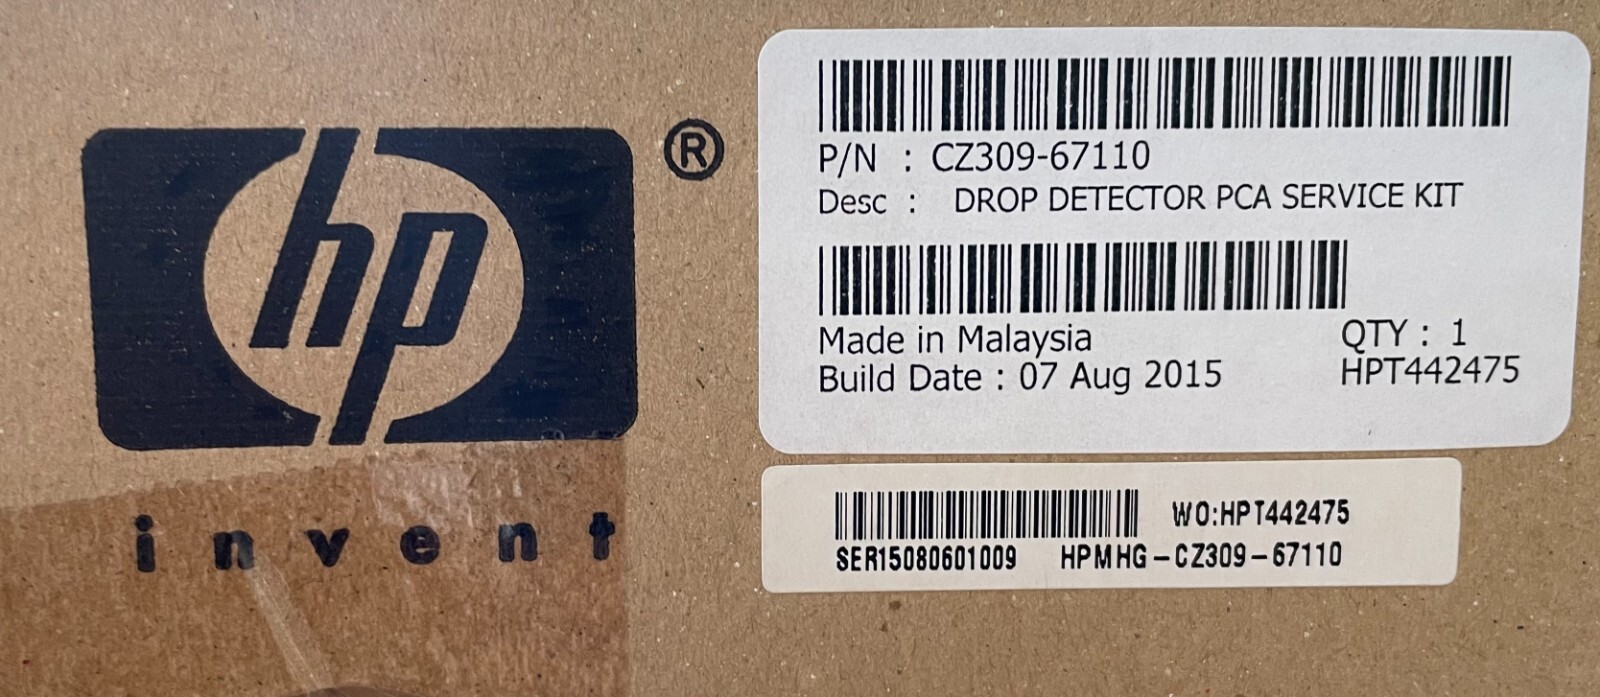 hp ®
invent
P/N : CZ309-67110
Desc : DROP DETECTOR PCA SERVICE KIT
Made in Malaysia QTY : 1
Build Date : 07 Aug 2015 HPT442475
WO:HPT442475
SER15080601009 HPMHG-CZ309-67110